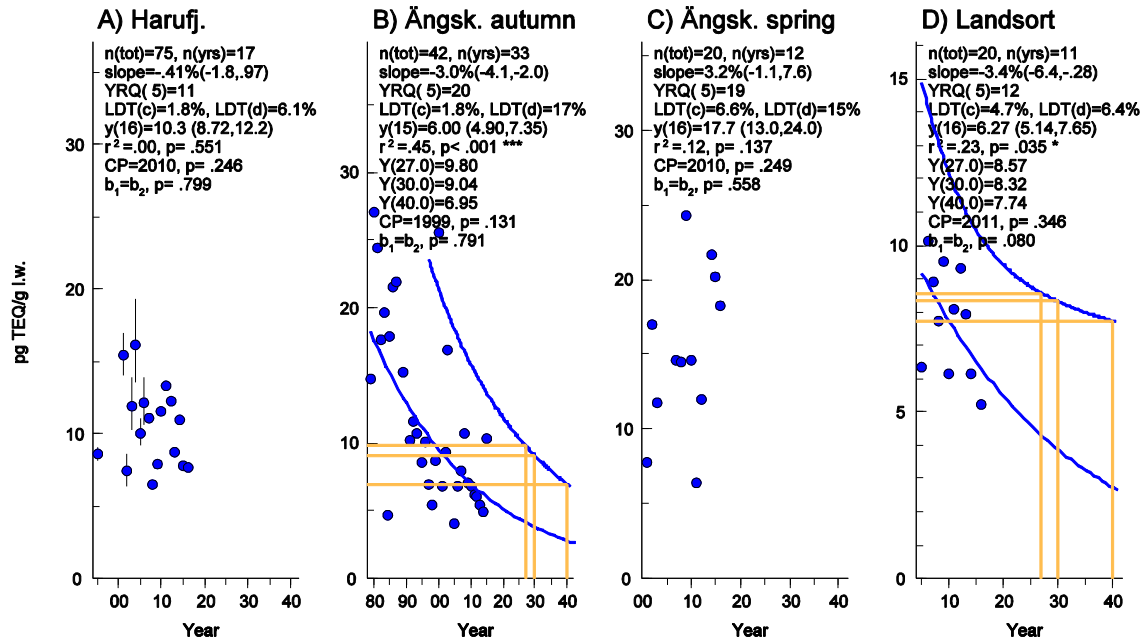 A) Harufj.
n(tot)=75, n(yrs)=17
slope=-.41%(-1.8,.97)
YRQ( 5)=11
LDT(c)=1.8%, LDT(d)=6.1%
y(16)=10.3 (8.72,12.2)
r²=.00, p= .551
CP=2010, p= .246
b₁=b₂, p= .799
pg TEQ/g l.w.
30
20
10
0
00 10 20 30 40
Year
B) Ängsk. autumn
n(tot)=42, n(yrs)=33
slope=-3.0%(-4.1,-2.0)
YRQ( 5)=20
LDT(c)=1.8%, LDT(d)=17%
y(15)=6.00 (4.90,7.35)
r²=.45, p< .001 ***
Y(27.0)=9.80
Y(30.0)=9.04
Y(40.0)=6.95
CP=1999, p= .131
b₁=b₂, p= .791
30
20
10
0
80 90 00 10 20 30 40
Year
C) Ängsk. spring
n(tot)=20, n(yrs)=12
slope=3.2%(-1.1,7.6)
YRQ( 5)=19
LDT(c)=6.6%, LDT(d)=15%
y(16)=17.7 (13.0,24.0)
r²=.12, p= .137
CP=2010, p= .249
b₁=b₂, p= .558
30
20
10
0
00 10 20 30 40
Year
D) Landsort
n(tot)=20, n(yrs)=11
slope=-3.4%(-6.4,-.28)
YRQ( 5)=12
LDT(c)=4.7%, LDT(d)=6.4%
y(16)=6.27 (5.14,7.65)
r²=.23, p= .035 *
Y(27.0)=8.57
Y(30.0)=8.32
Y(40.0)=7.74
CP=2011, p= .346
b₁=b₂, p= .080
15
10
5
0
10 20 30 40
Year